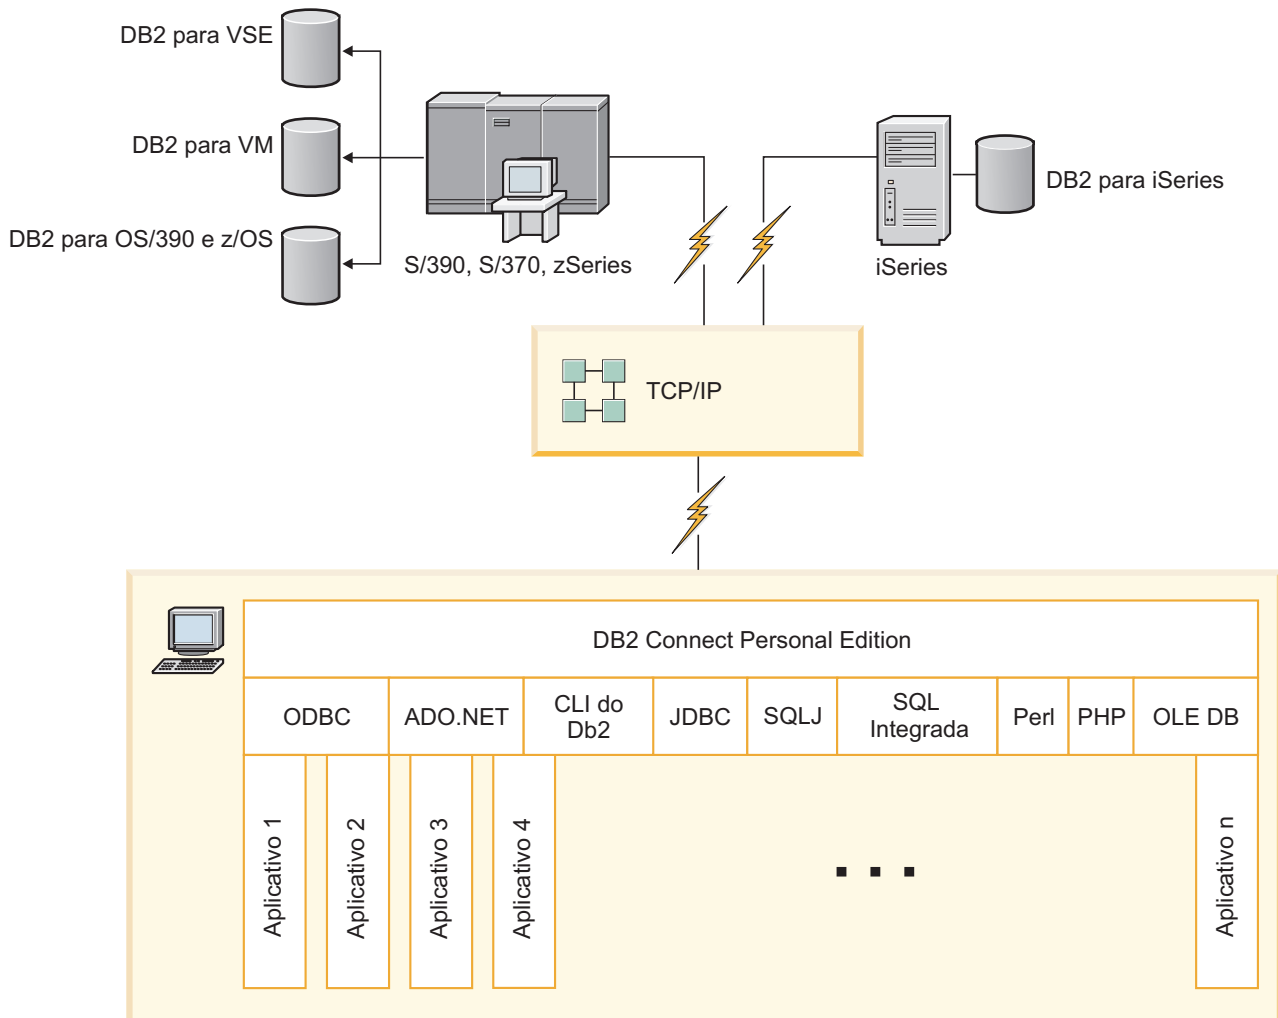 DB2 para VSE
DB2 para VM
DB2 para OS/390 e z/OS
S/390, S/370, zSeries
DB2 para iSeries
iSeries
TCP/IP
DB2 Connect Personal Edition
ODBC
ADO.NET
CLI do
Db2
JDBC
SQLJ
SQL
Integrada
Perl
PHP
OLE DB
Aplicativo 1
Aplicativo 2
Aplicativo 3
Aplicativo 4
. . .
Aplicativo n